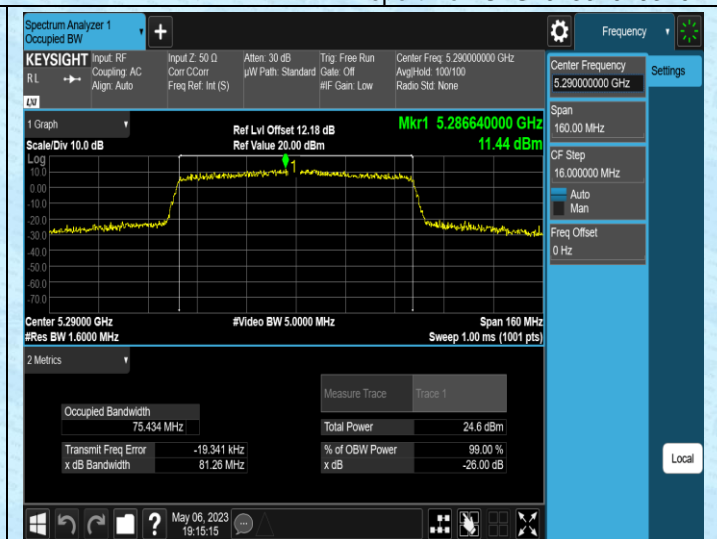 Spectrum Analyzer 1
Occupied BW
+
Frequency
KEYSIGHT
R L
LXI
Input: RF
Coupling: AC
Align: Auto
Input Z: 50 Ω
Corr CCorr
Freq Ref: Int (S)
Atten: 30 dB
µW Path: Standard
Trig: Free Run
Gate: Off
#IF Gain: Low
Center Freq: 5.290000000 GHz
Avg|Hold: 100/100
Radio Std: None
Center Frequency
5.290000000 GHz
Settings
Span
160.00 MHz
CF Step
16.000000 MHz
Auto
Man
Freq Offset
0 Hz
1 Graph
Scale/Div 10.0 dB
Ref Lvl Offset 12.18 dB
Ref Value 20.00 dBm
Mkr1 5.286640000 GHz
11.44 dBm
Log
10.0
0.00
-10.0
-20.0
-30.0
-40.0
-50.0
-60.0
-70.0
1
Center 5.29000 GHz
#Res BW 1.6000 MHz
#Video BW 5.0000 MHz
Span 160 MHz
Sweep 1.00 ms (1001 pts)
2 Metrics
Measure Trace Trace 1
Occupied Bandwidth
75.434 MHz
Total Power 24.6 dBm
Transmit Freq Error -19.341 kHz
% of OBW Power 99.00 %
x dB Bandwidth 81.26 MHz
x dB -26.00 dB
Local
?
May 06, 2023
19:15:15